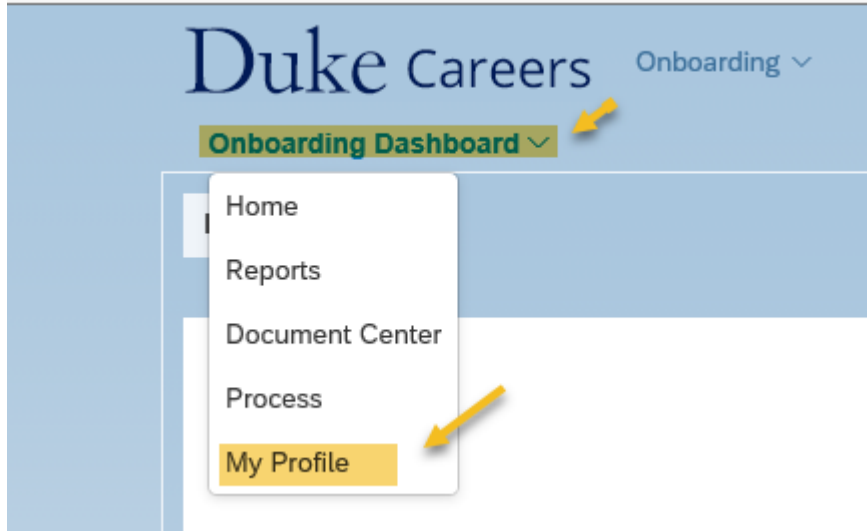 Duke Careers Onboarding
Onboarding Dashboard
Home
Reports
Document Center
Process
My Profile